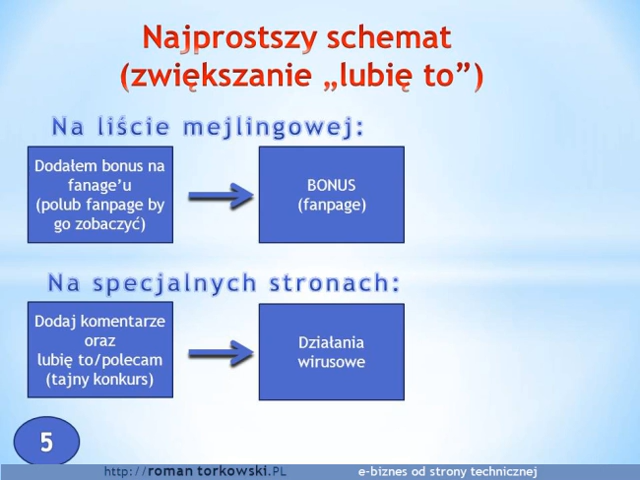 Najprostszy schemat
(zwiększanie „lubię to”)
Na liście mejlingowej:
Dodałem bonus na
fanage’u
(polub fanpage by
go zobaczyć)
BONUS
(fanpage)
Na specjalnych stronach:
Dodaj komentarze
oraz
lubię to/polecam
(tajny konkurs)
Działania
wirusowe
5
http://roman torkowski.PL
e-biznes od strony technicznej